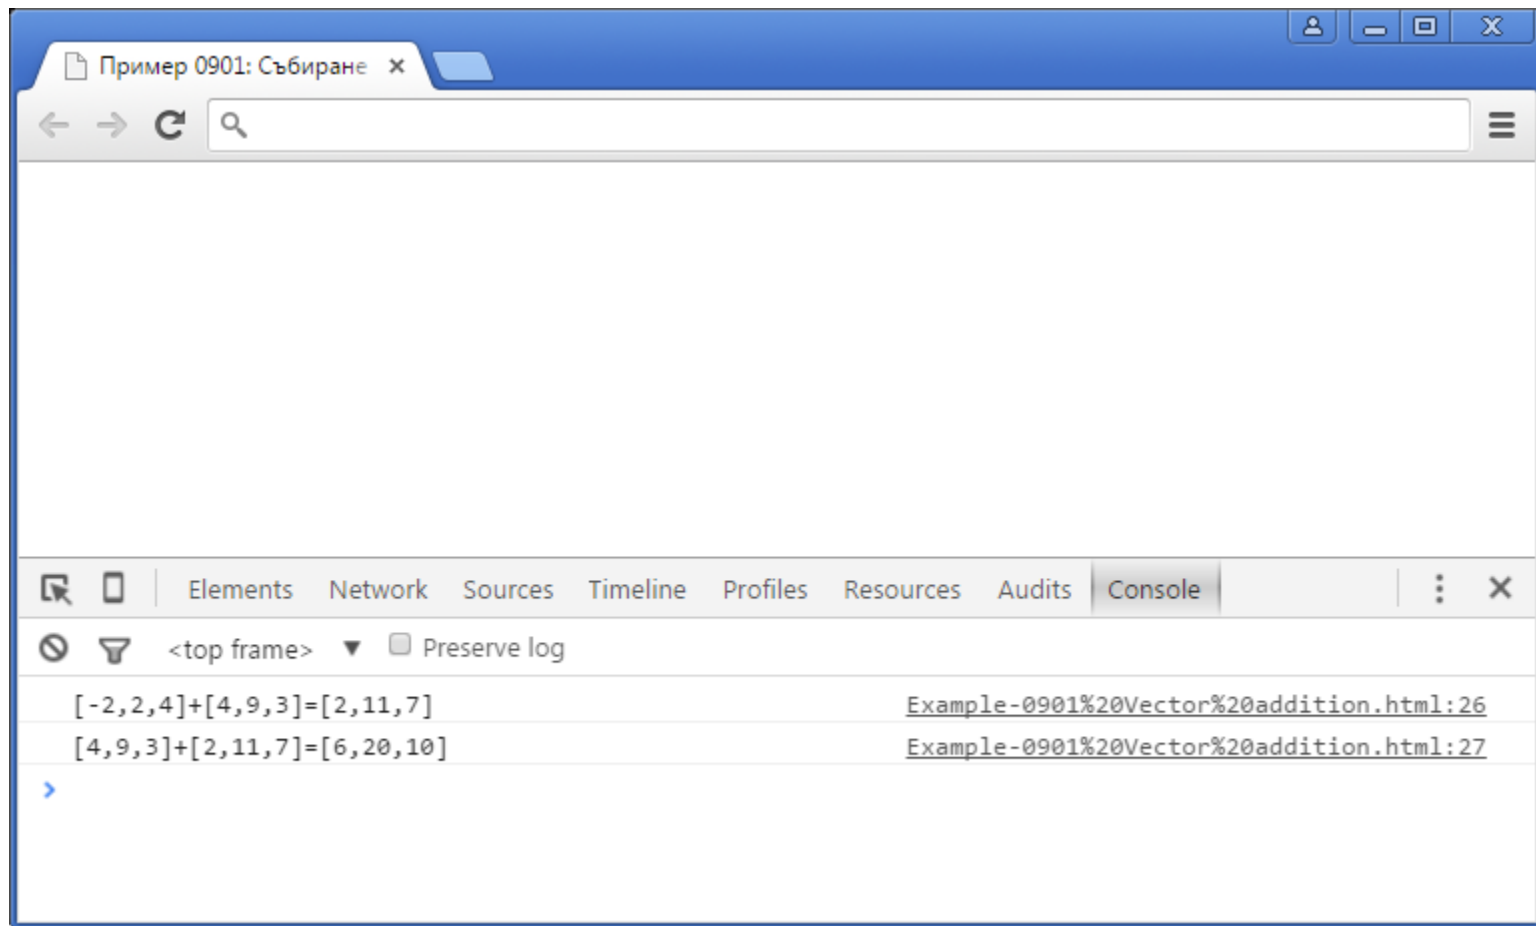 Пример 0901: Събиране
Elements Network Sources Timeline Profiles Resources Audits Console
<top frame> ▼ Preserve log
[-2,2,4]+[4,9,3]=[2,11,7] Example-0901%20Vector%20addition.html:26
[4,9,3]+[2,11,7]=[6,20,10] Example-0901%20Vector%20addition.html:27